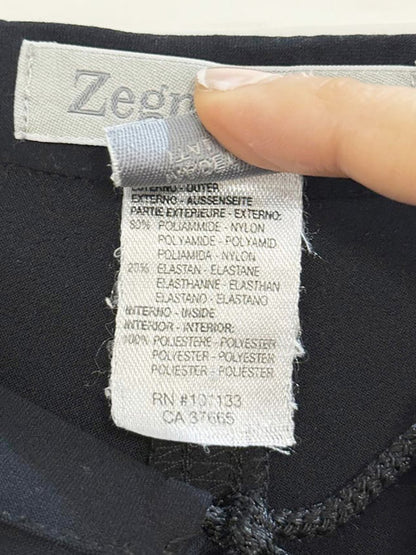 Zegn
ESTERNO - OUTER
EXTERNO - AUSSENSEITE
PARTIE EXTERIEURE - EXTERNO:
80% POLIAMMIDE - NYLON
POLYAMIDE - POLYAMID
POLIAMIDA - NYLON
20% ELASTAN - ELASTANE
ELASTHANNE - ELASTHAN
ELASTANO - ELASTANO
INTERNO - INSIDE
INTERIOR - INTERIOR:
100% POLIESTERE - POLYESTER
POLYESTER - POLYESTER
POLIESTER - POLIESTER
RN #107133
CA 37665